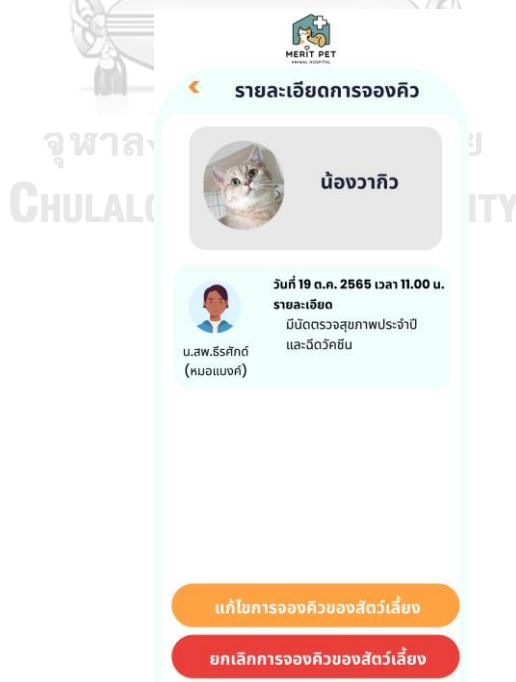 MERIT PET
ANIMAL HOSPITAL
รายละเอียดการจองคิว
น้องวากิว
วันที่ 19 ต.ค. 2565 เวลา 11.00 น.
รายละเอียด
มีนัดตรวจสุขภาพประจำปี
และฉีดวัคซีน
น.สพ.ธีรศักด์
(หมอแบงค์)
แก้ไขการจองคิวของสัตว์เลี้ยง
ยกเลิกการจองคิวของสัตว์เลี้ยง